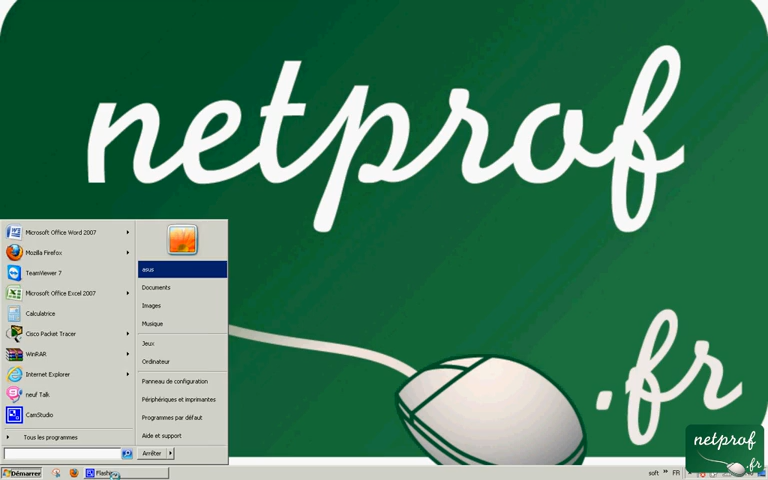 netprof
.fr
Microsoft Office Word 2007
Mozilla Firefox
TeamViewer 7
Microsoft Office Excel 2007
Calculatrice
Cisco Packet Tracer
WinRAR
Internet Explorer
neuf Talk
CamStudio
Tous les programmes
asus
Documents
Images
Musique
Jeux
Ordinateur
Panneau de configuration
Périphériques et imprimantes
Programmes par défaut
Aide et support
Arrêter
Démarrer
soft » FR
netprof
.fr